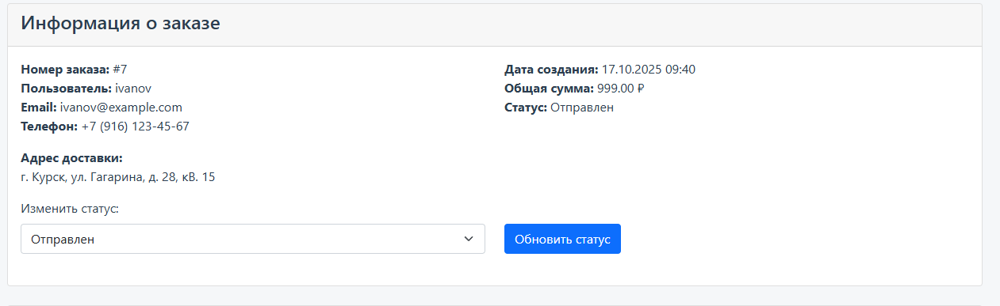 Информация о заказе
Номер заказа: #7
Пользователь: ivanov
Email: ivanov@example.com
Телефон: +7 (916) 123-45-67
Дата создания: 17.10.2025 09:40
Общая сумма: 999.00 ₽
Статус: Отправлен
Адрес доставки:
г. Курск, ул. Гагарина, д. 28, кВ. 15
Изменить статус:
Отправлен
Обновить статус